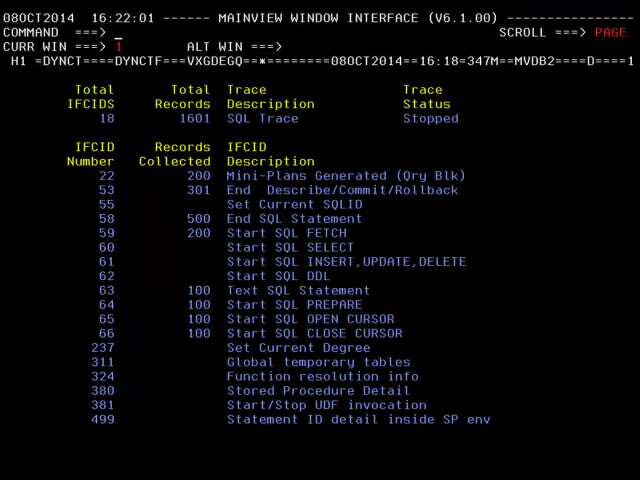 08OCT2014 16:22:01 ------ MAINVIEW WINDOW INTERFACE (V6.1.00) ----------------
COMMAND ===> _ SCROLL ===> PAGE
CURR WIN ===> 1 ALT WIN ===>
H1 =DYNCT====DYNCTF===VXGDEGQ==*========08OCT2014==16:18=347M==MVDB2====D====1
Total Total Trace Trace
IFCIDS Records Description Status
18 1601 SQL Trace Stopped
IFCID Records IFCID
Number Collected Description
22 200 Mini-Plans Generated (Qry Blk)
53 301 End Describe/Commit/Rollback
55 Set Current SQLID
58 500 End SQL Statement
59 200 Start SQL FETCH
60 Start SQL SELECT
61 Start SQL INSERT,UPDATE,DELETE
62 Start SQL DDL
63 100 Text SQL Statement
64 100 Start SQL PREPARE
65 100 Start SQL OPEN CURSOR
66 100 Start SQL CLOSE CURSOR
237 Set Current Degree
311 Global temporary tables
324 Function resolution info
380 Stored Procedure Detail
381 Start/Stop UDF invocation
499 Statement ID detail inside SP env